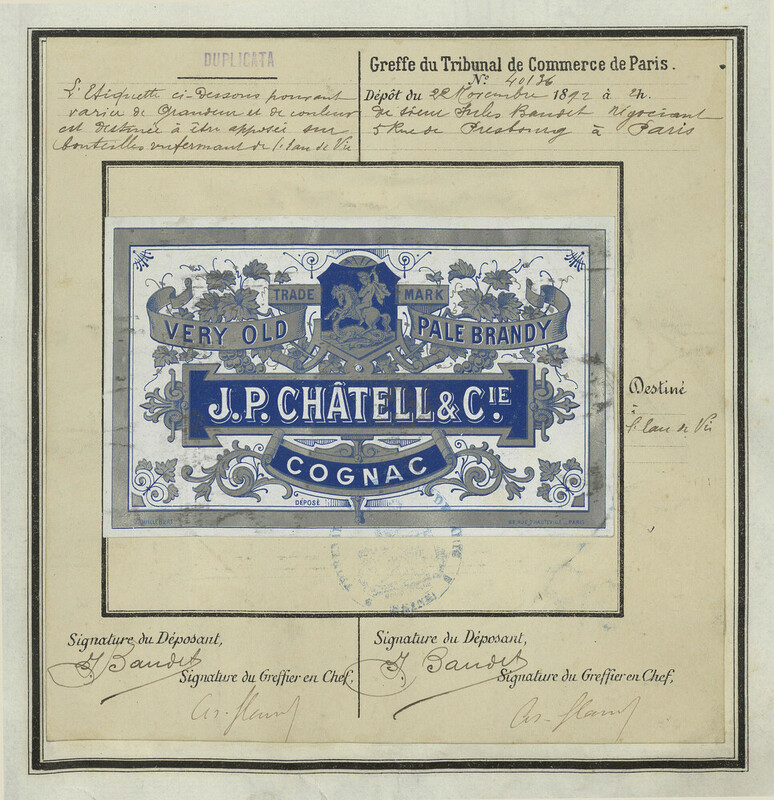 DUPLICATA
L'Etiquette ci-dessous pouvant
varier de Grandeur et de couleur
est destinée à être apposée sur
bouteilles renfermant de l'Eau de Vie
Greffe du Tribunal de Commerce de Paris.
N° 40136
Dépôt du 22 Novembre 1892 à 2h.
De sieur Jules Baudet Négociant
5 Rue de Presbourg à Paris
TRADE MARK
VERY OLD PALE BRANDY
J.P. CHÂTELL & CIE.
COGNAC
DÉPOSÉ
PARIS
Destiné
à
l'Eau de Vie
SEINE
Signature du Déposant,
J. Baudet
Signature du Greffier en Chef,
Signature du Déposant,
J. Baudet
Signature du Greffier en Chef,